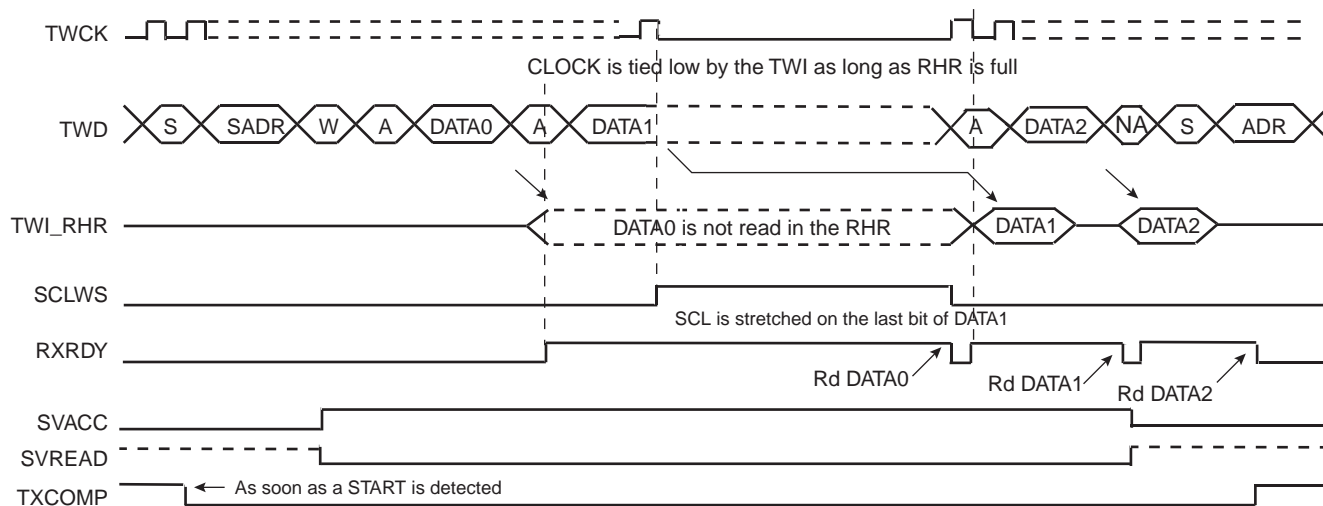 TWCK
CLOCK is tied low by the TWI as long as RHR is full
TWD S SADR W A DATA0 A DATA1 A DATA2 NA S ADR
TWI_RHR DATA0 is not read in the RHR DATA1 DATA2
SCLWS
SCL is stretched on the last bit of DATA1
RXRDY
Rd DATA0 Rd DATA1 Rd DATA2
SVACC
SVREAD
TXCOMP As soon as a START is detected